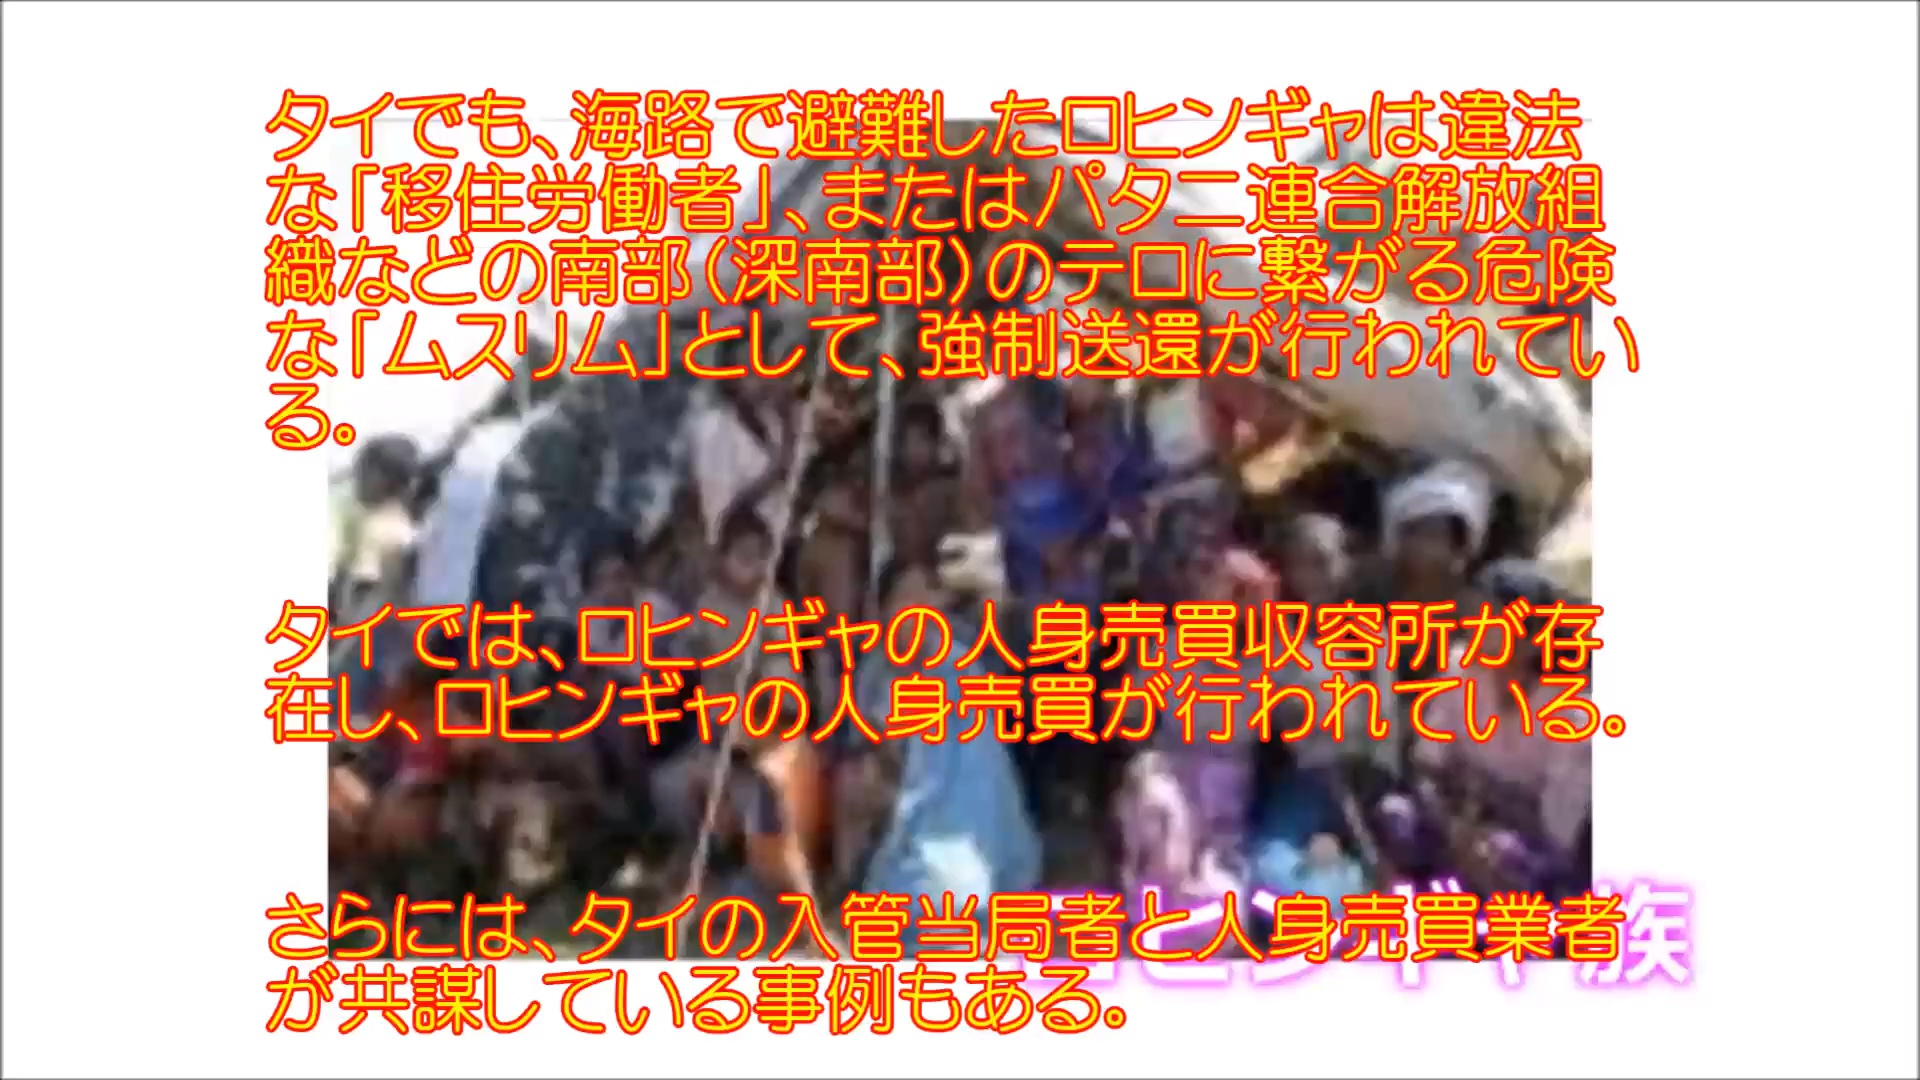 タイでも、海路で避難したロヒンギャは違法
な「移住労働者」、またはパタニ連合解放組
織などの南部（深南部）のテロに繋がる危険
な「ムスリム」として、強制送還が行われてい
る。
タイでは、ロヒンギャの人身売買収容所が存
在し、ロヒンギャの人身売買が行われている。
さらには、タイの入管当局者と人身売買業者
が共謀している事例もある。
ロヒンギャ族